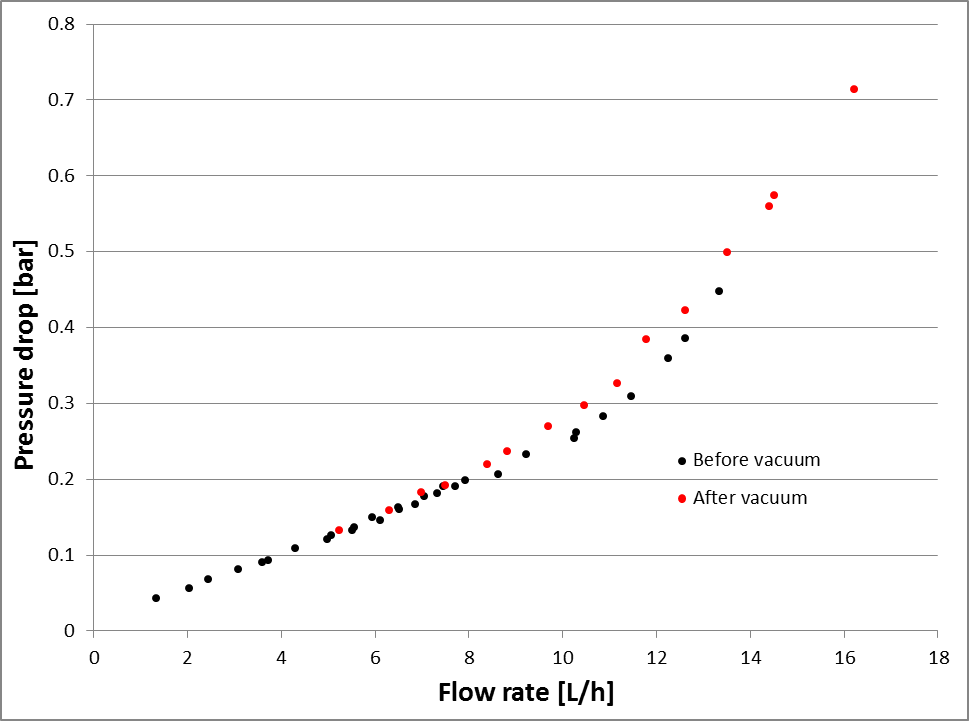 0.8
0.7
0.6
0.5
0.4
0.3
0.2
0.1
0
Pressure drop [bar]
Before vacuum
After vacuum
0 2 4 6 8 10 12 14 16 18
Flow rate [L/h]